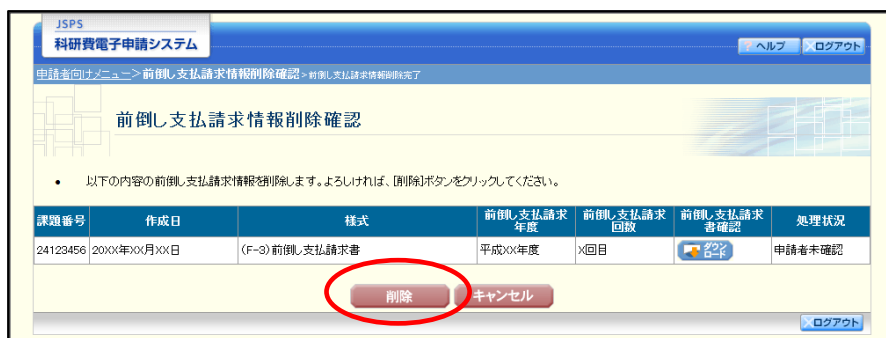 JSPS
科研費電子申請システム
? ヘルプ ×ログアウト
申請者向けメニュー>前倒し支払請求情報削除確認>前倒し支払請求情報削除完了
前倒し支払請求情報削除確認
• 以下の内容の前倒し支払請求情報を削除します。よろしければ、[削除]ボタンをクリックしてください。
課題番号 作成日 様式 前倒し支払請求年度 前倒し支払請求回数 前倒し支払請求書確認 処理状況
24123456 20XX年XX月XX日 (F-3)前倒し支払請求書 平成XX年度 X回目 ダウンロード 申請者未確認
削除 キャンセル
×ログアウト